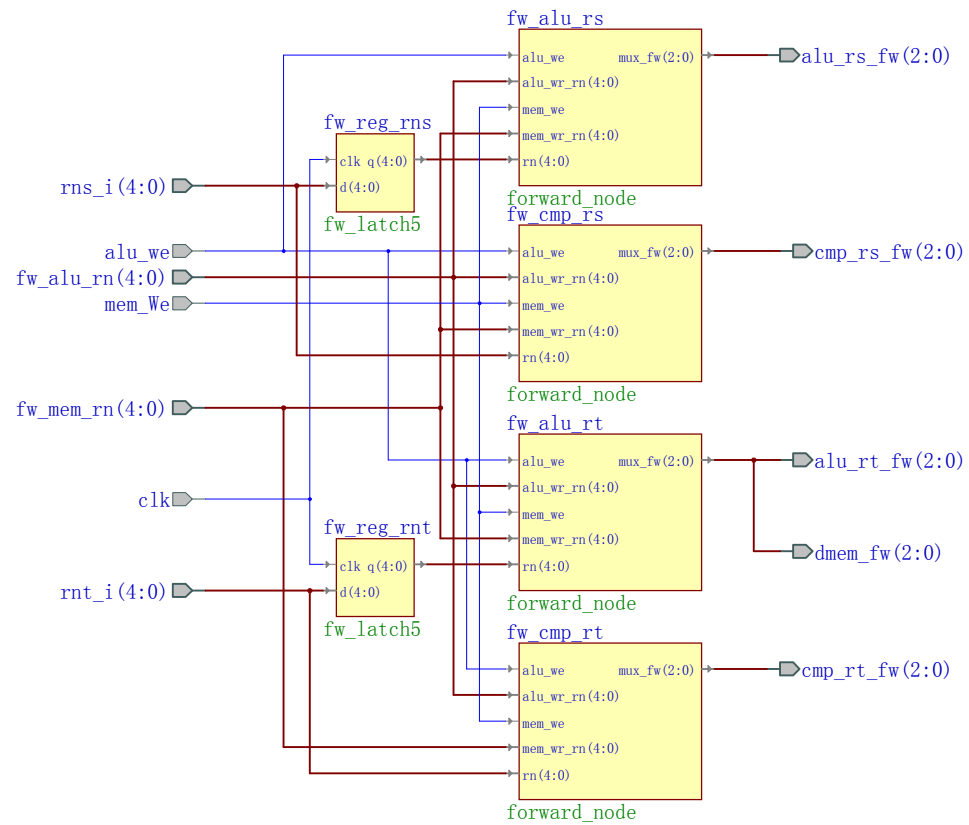 fw_alu_rs
alu_we mux_fw(2:0)
alu_wr_rn(4:0)
mem_we
mem_wr_rn(4:0)
rn(4:0)
forward_node
alu_rs_fw(2:0)
fw_reg_rns
clk q(4:0)
d(4:0)
fw_latch5
rns_i(4:0)
alu_we
fw_alu_rn(4:0)
mem_We
fw_cmp_rs
alu_we mux_fw(2:0)
alu_wr_rn(4:0)
mem_we
mem_wr_rn(4:0)
rn(4:0)
forward_node
cmp_rs_fw(2:0)
fw_mem_rn(4:0)
clk
fw_alu_rt
alu_we mux_fw(2:0)
alu_wr_rn(4:0)
mem_we
mem_wr_rn(4:0)
rn(4:0)
forward_node
alu_rt_fw(2:0)
dmem_fw(2:0)
fw_reg_rnt
clk q(4:0)
d(4:0)
fw_latch5
rnt_i(4:0)
fw_cmp_rt
alu_we mux_fw(2:0)
alu_wr_rn(4:0)
mem_we
mem_wr_rn(4:0)
rn(4:0)
forward_node
cmp_rt_fw(2:0)